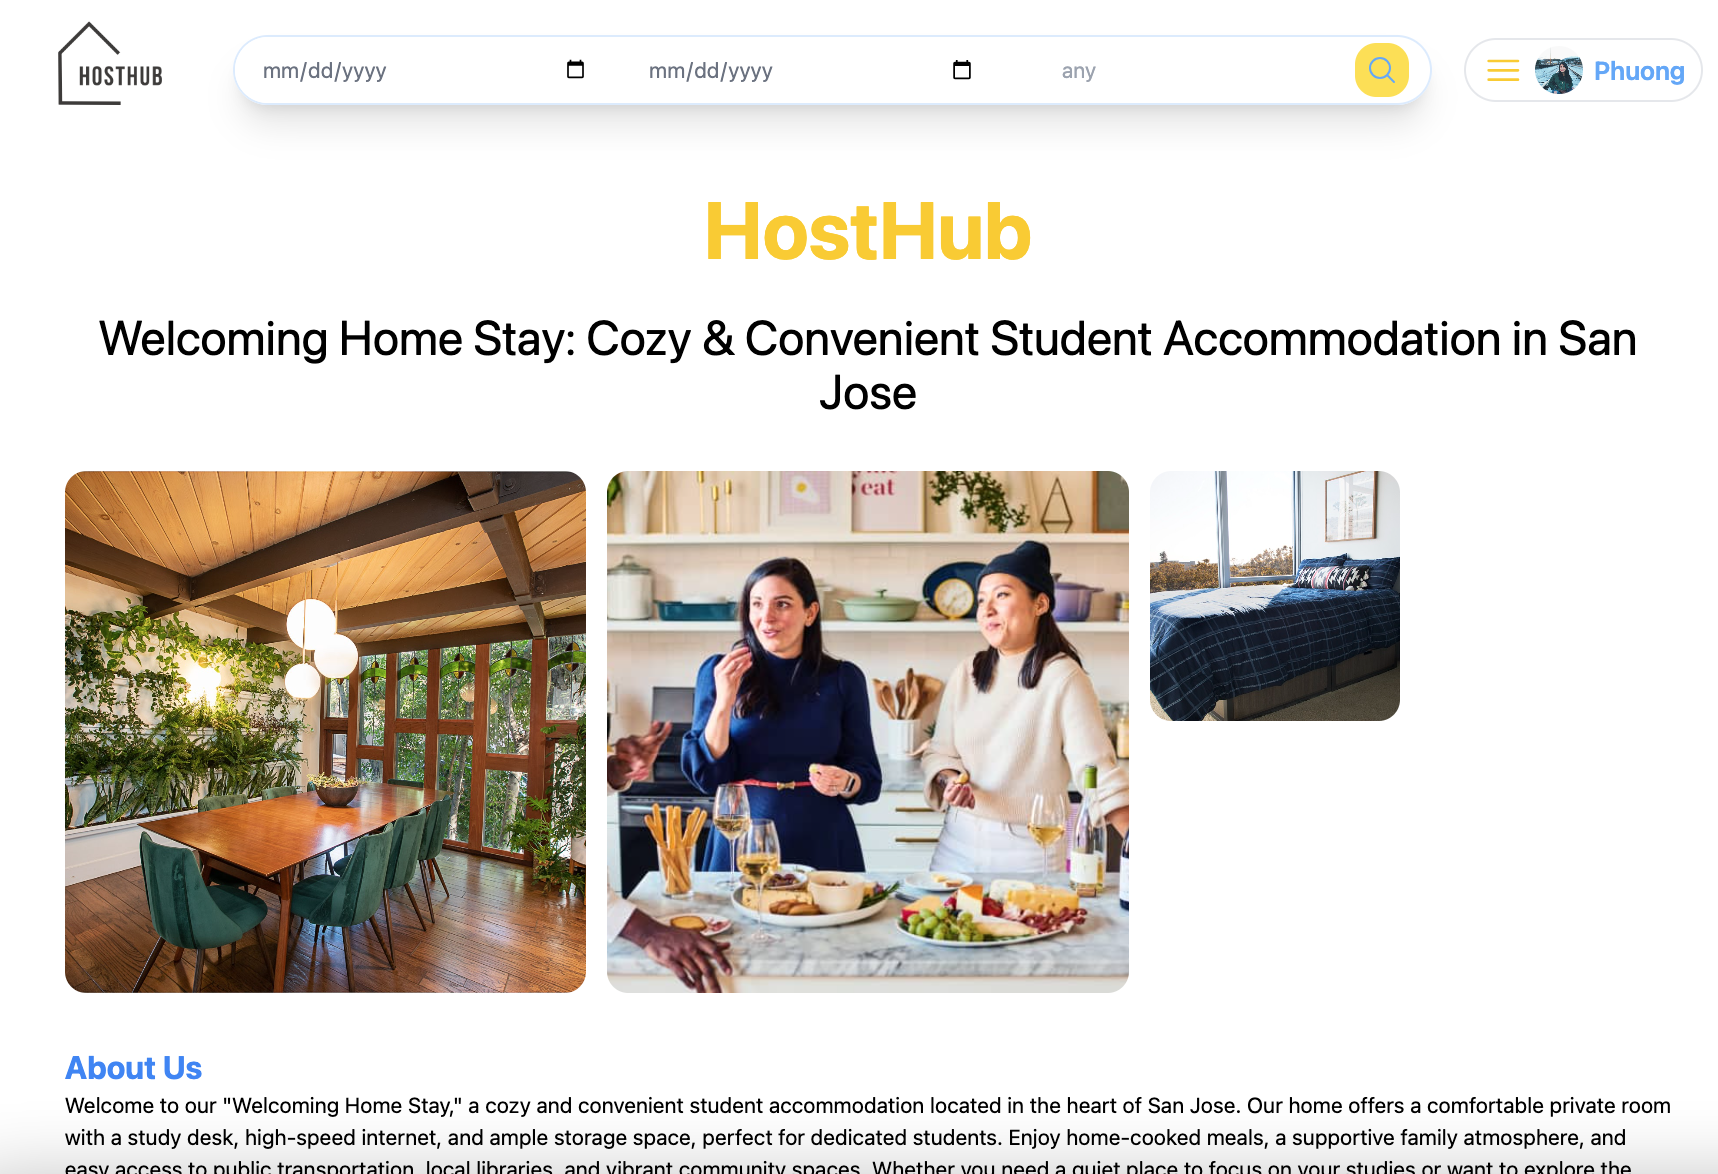 HOSTHUB
mm/dd/yyyy mm/dd/yyyy any
Phuong
HostHub
Welcoming Home Stay: Cozy & Convenient Student Accommodation in San
Jose
eat
About Us
Welcome to our "Welcoming Home Stay," a cozy and convenient student accommodation located in the heart of San Jose. Our home offers a comfortable private room
with a study desk, high-speed internet, and ample storage space, perfect for dedicated students. Enjoy home-cooked meals, a supportive family atmosphere, and
easy access to public transportation, local libraries, and vibrant community spaces. Whether you need a quiet place to focus on your studies or want to explore the